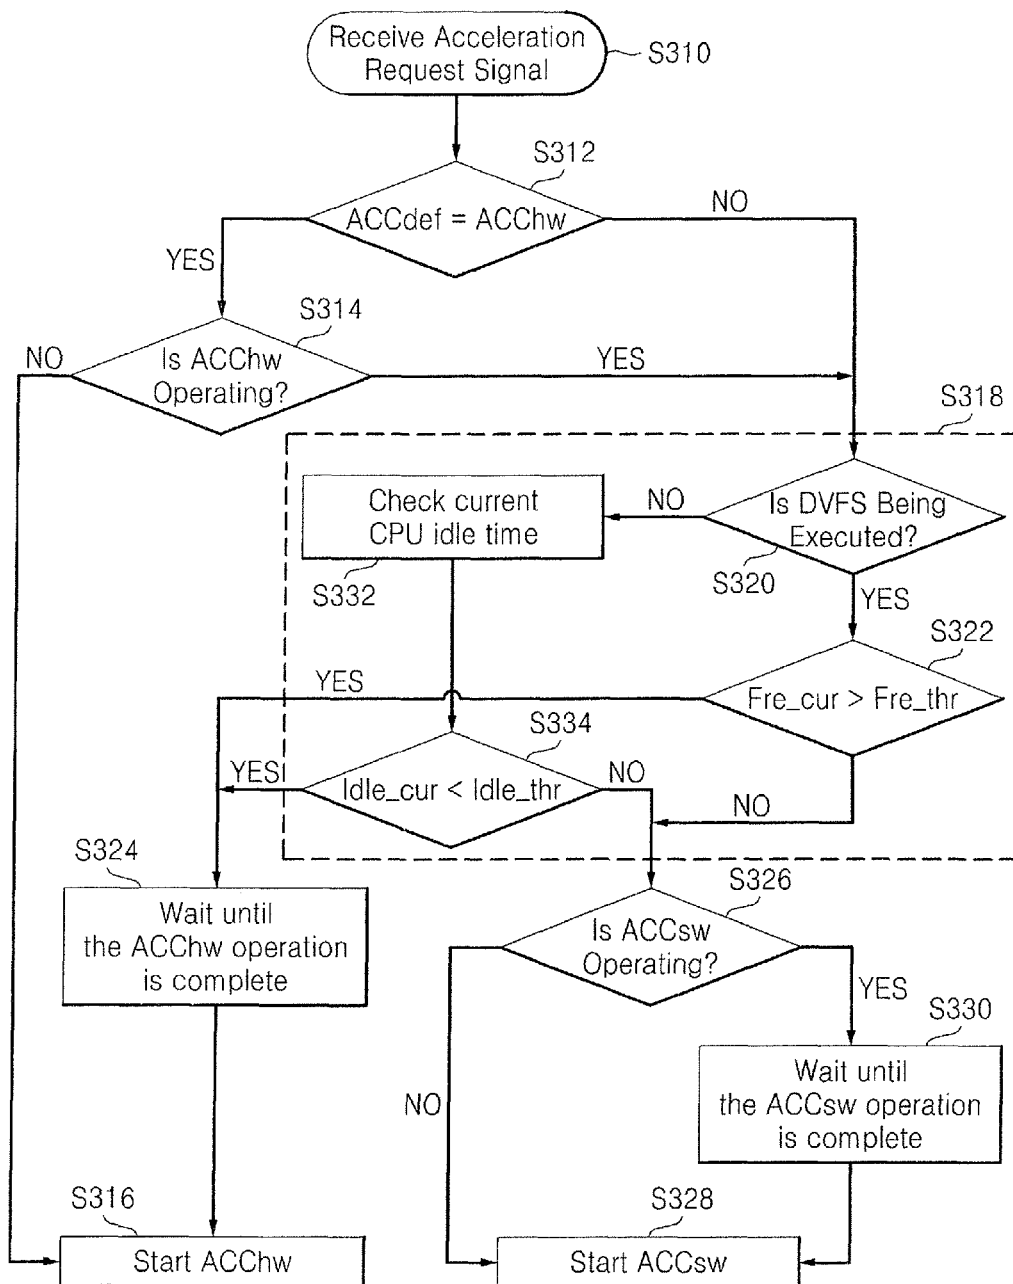 Receive Acceleration
Request Signal
S310
S312
ACCdef = ACChw
NO
YES
S314
Is ACChw
Operating?
NO
YES
S318
Check current
CPU idle time
S332
NO
Is DVFS Being
Executed?
S320
YES
S322
YES
Fre_cur > Fre_thr
S334
YES
Idle_cur < Idle_thr
NO
NO
S324
Wait until
the ACChw operation
is complete
S326
Is ACCsw
Operating?
YES
S330
Wait until
the ACCsw operation
is complete
NO
S316
Start ACChw
S328
Start ACCsw